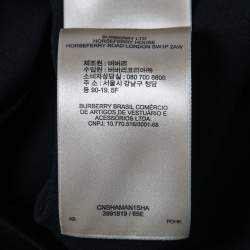 BURBERRY LTD
HORSEFERRY HOUSE
HORSEFERRY ROAD LONDON SW1P 2AW
제조원 : 버버리
수입원 : 버버리코리아㈜
소비자상담실 : 080 700 8800
주소 : 서울시 강남구 청담
동 90-19. 5F
BURBERRY BRASIL COMÉRCIO
DE ARTIGOS DE VESTUÁRIO E
ACESSÓRIOS LTDA.
CNPJ: 10.770.516/0001-65
CNSHAMAN1SHA
3991819 / 65E